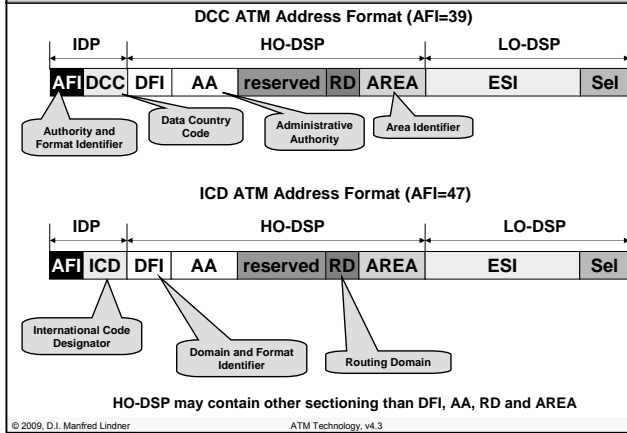 DCC ATM Address Format (AFI=39)
IDP HO-DSP LO-DSP
AFI DCC DFI AA reserved RD AREA ESI Sel
Authority and
Format Identifier
Data Country
Code
Administrative
Authority
Area Identifier
ICD ATM Address Format (AFI=47)
IDP HO-DSP LO-DSP
AFI ICD DFI AA reserved RD AREA ESI Sel
International Code
Designator
Domain and Format
Identifier
Routing Domain
HO-DSP may contain other sectioning than DFI, AA, RD and AREA
© 2009, D.I. Manfred Lindner ATM Technology, v4.3